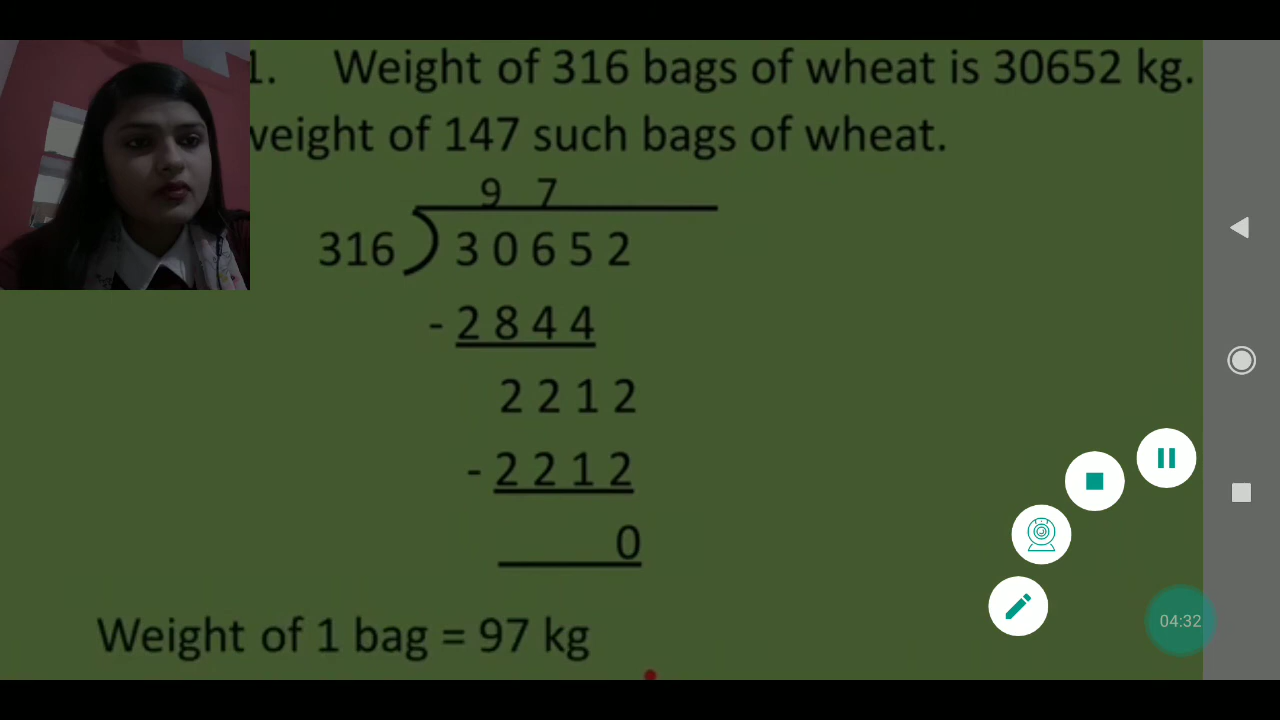 1. Weight of 316 bags of wheat is 30652 kg.
weight of 147 such bags of wheat.
9 7
316 ) 3 0 6 5 2
- 2 8 4 4
2 2 1 2
- 2 2 1 2
0
Weight of 1 bag = 97 kg
04:32